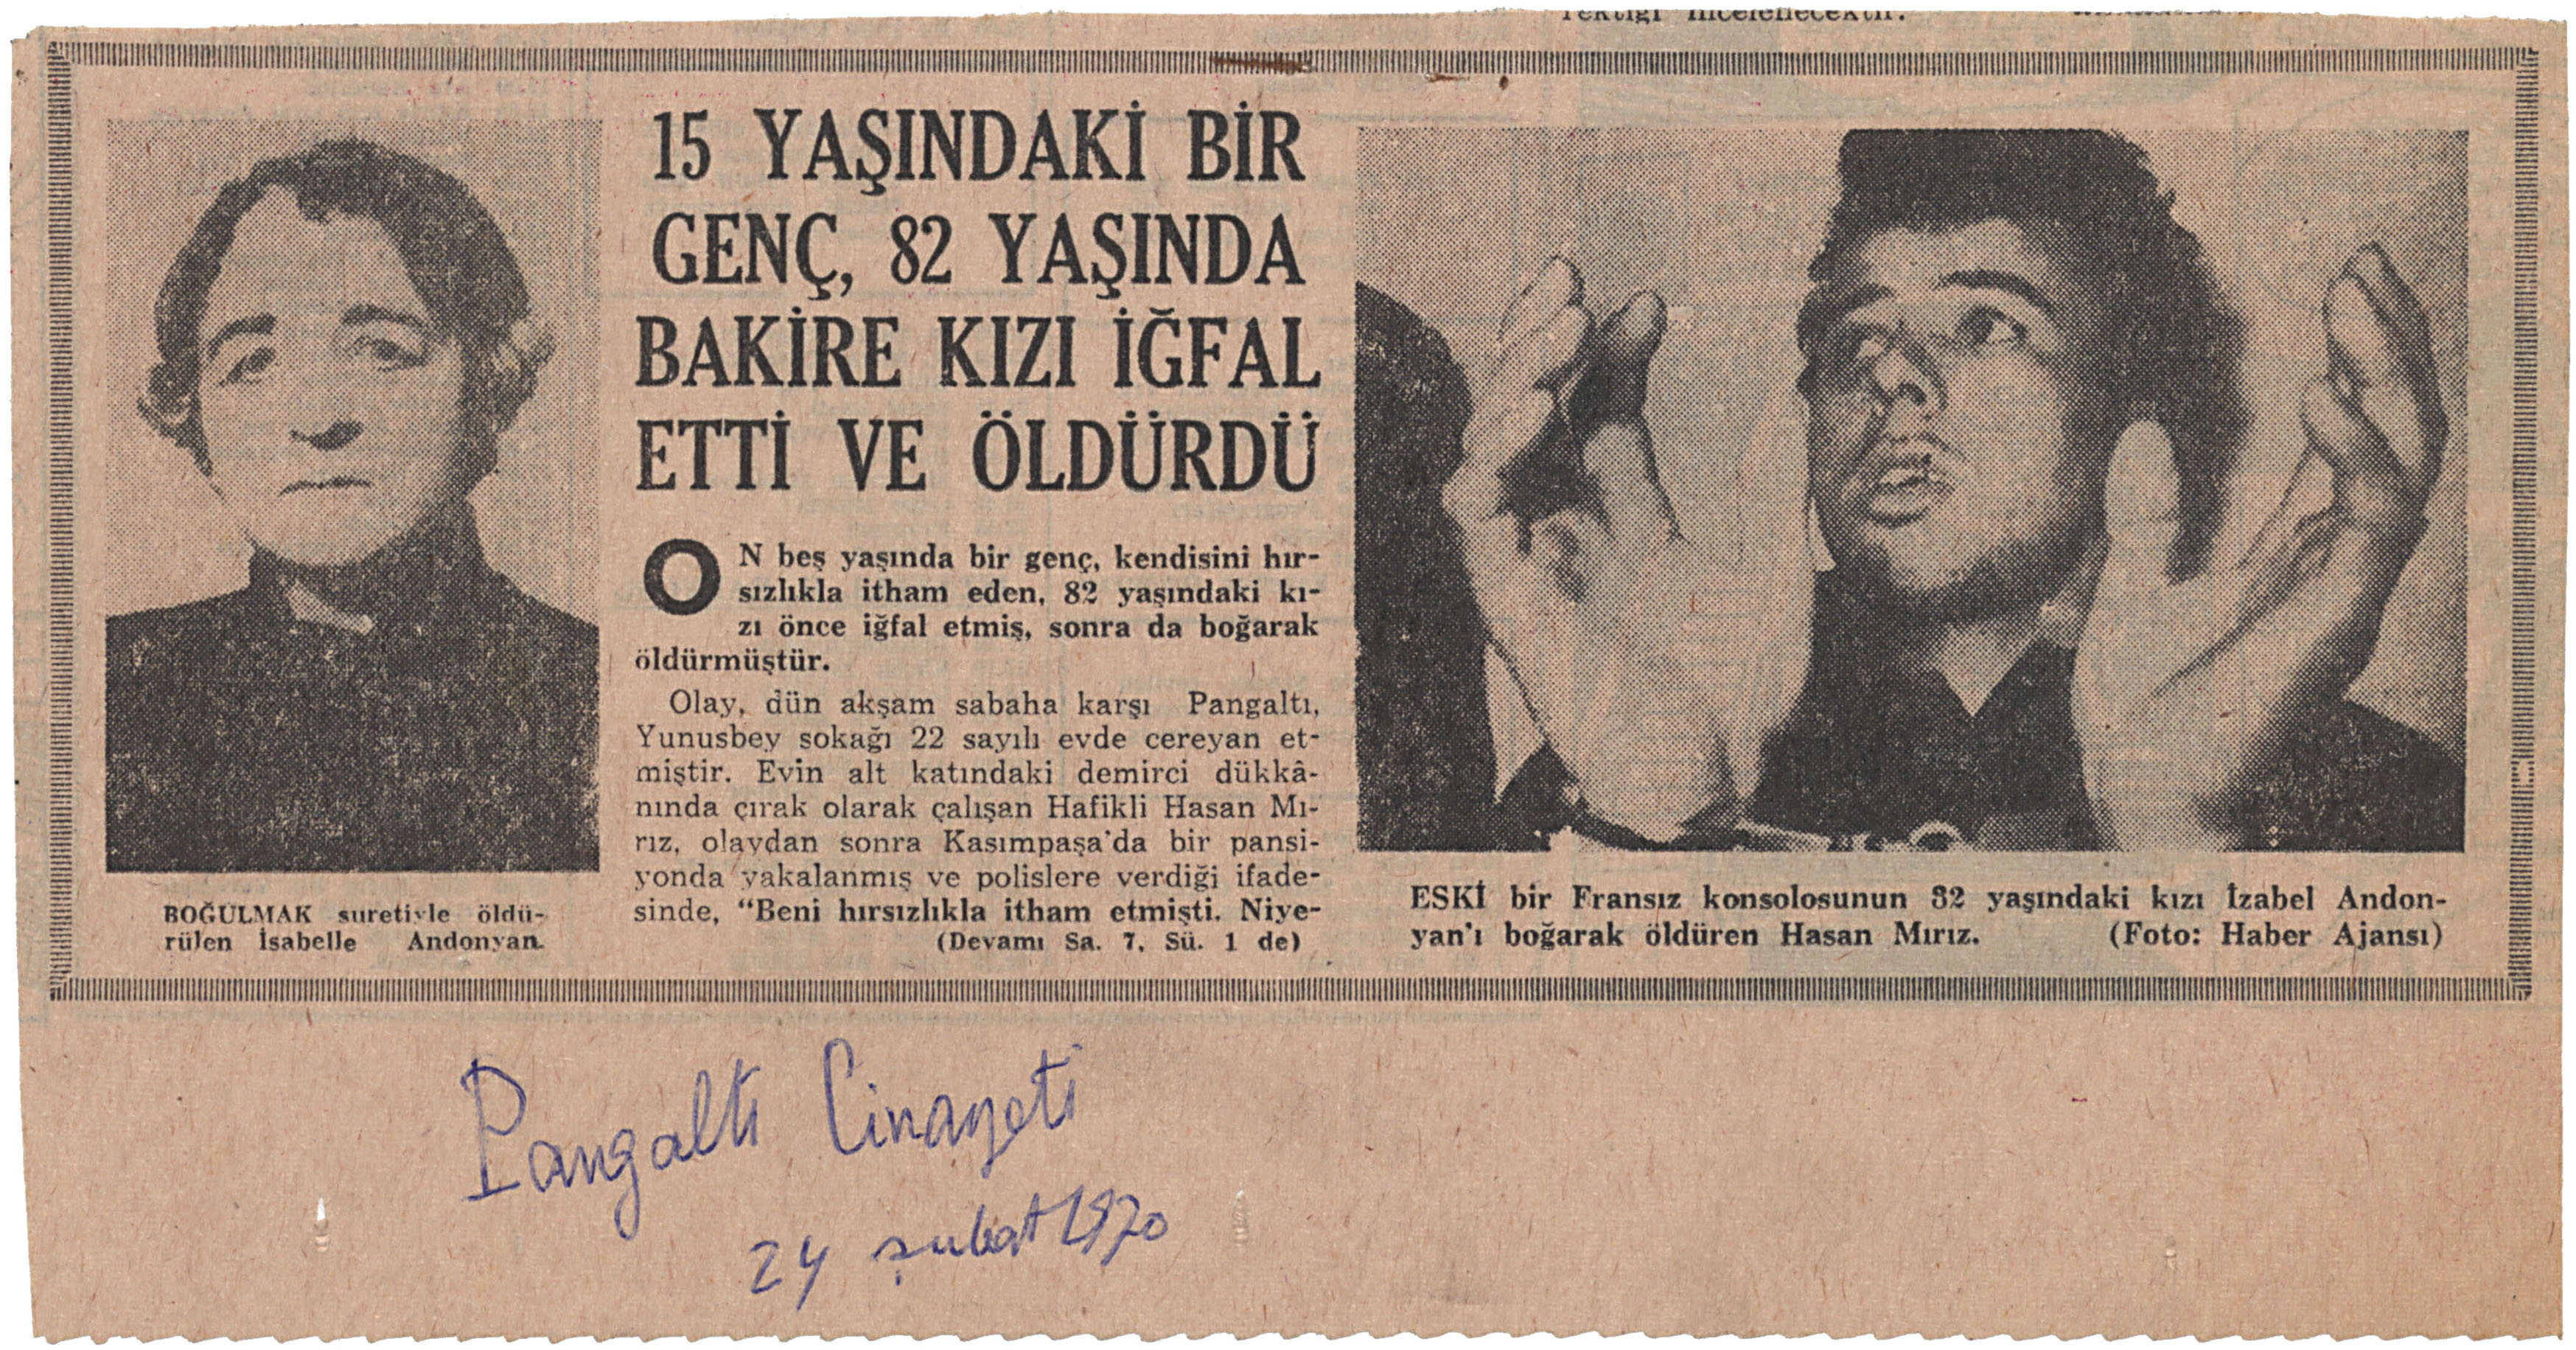 rektiği incelenecektir.
15 YAŞINDAKİ BİR
GENÇ, 82 YAŞINDA
BAKİRE KIZI İĞFAL
ETTİ VE ÖLDÜRDÜ
ON beş yaşında bir genç, kendisini hır-
sızlıkla itham eden, 82 yaşındaki kı-
zı önce iğfal etmiş, sonra da boğarak
öldürmüştür.
Olay, dün akşam sabaha karşı Pangaltı,
Yunusbey sokağı 22 sayılı evde cereyan et-
miştir. Evin alt katındaki demirci dükkâ-
nında çırak olarak çalışan Hafikli Hasan Mı-
rız, olaydan sonra Kasımpaşa'da bir pansi-
yonda yakalanmış ve polislere verdiği ifade-
sinde, “Beni hırsızlıkla itham etmişti. Niye-
(Devamı Sa. 7, Sü. 1 de)
BOĞULMAK suretiyle öldü-
rülen İsabelle Andonyan.
ESKİ bir Fransız konsolosunun 82 yaşındaki kızı İzabel Andon-
yan'ı boğarak öldüren Hasan Mırız. (Foto: Haber Ajansı)
Pangaltı Cinayeti
24 şubat 1970